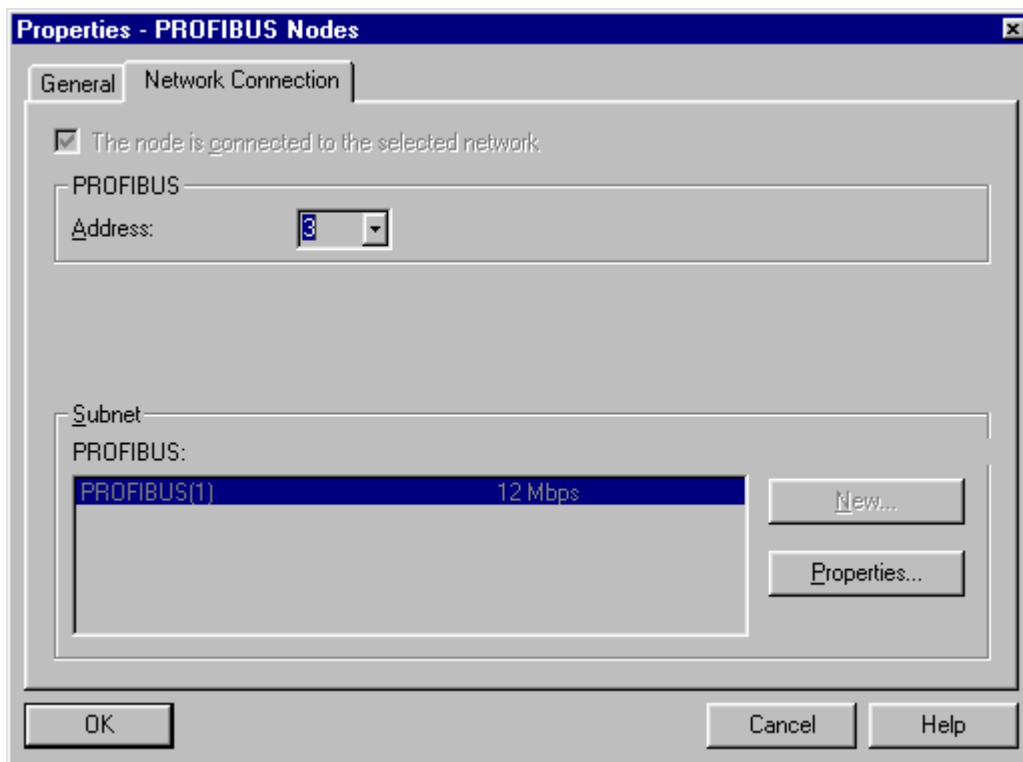 Properties - PROFIBUS Nodes
General Network Connection
The node is connected to the selected network
PROFIBUS
Address: 3
Subnet
PROFIBUS:
PROFIBUS(1) 12 Mbps
New...
Properties...
OK Cancel Help